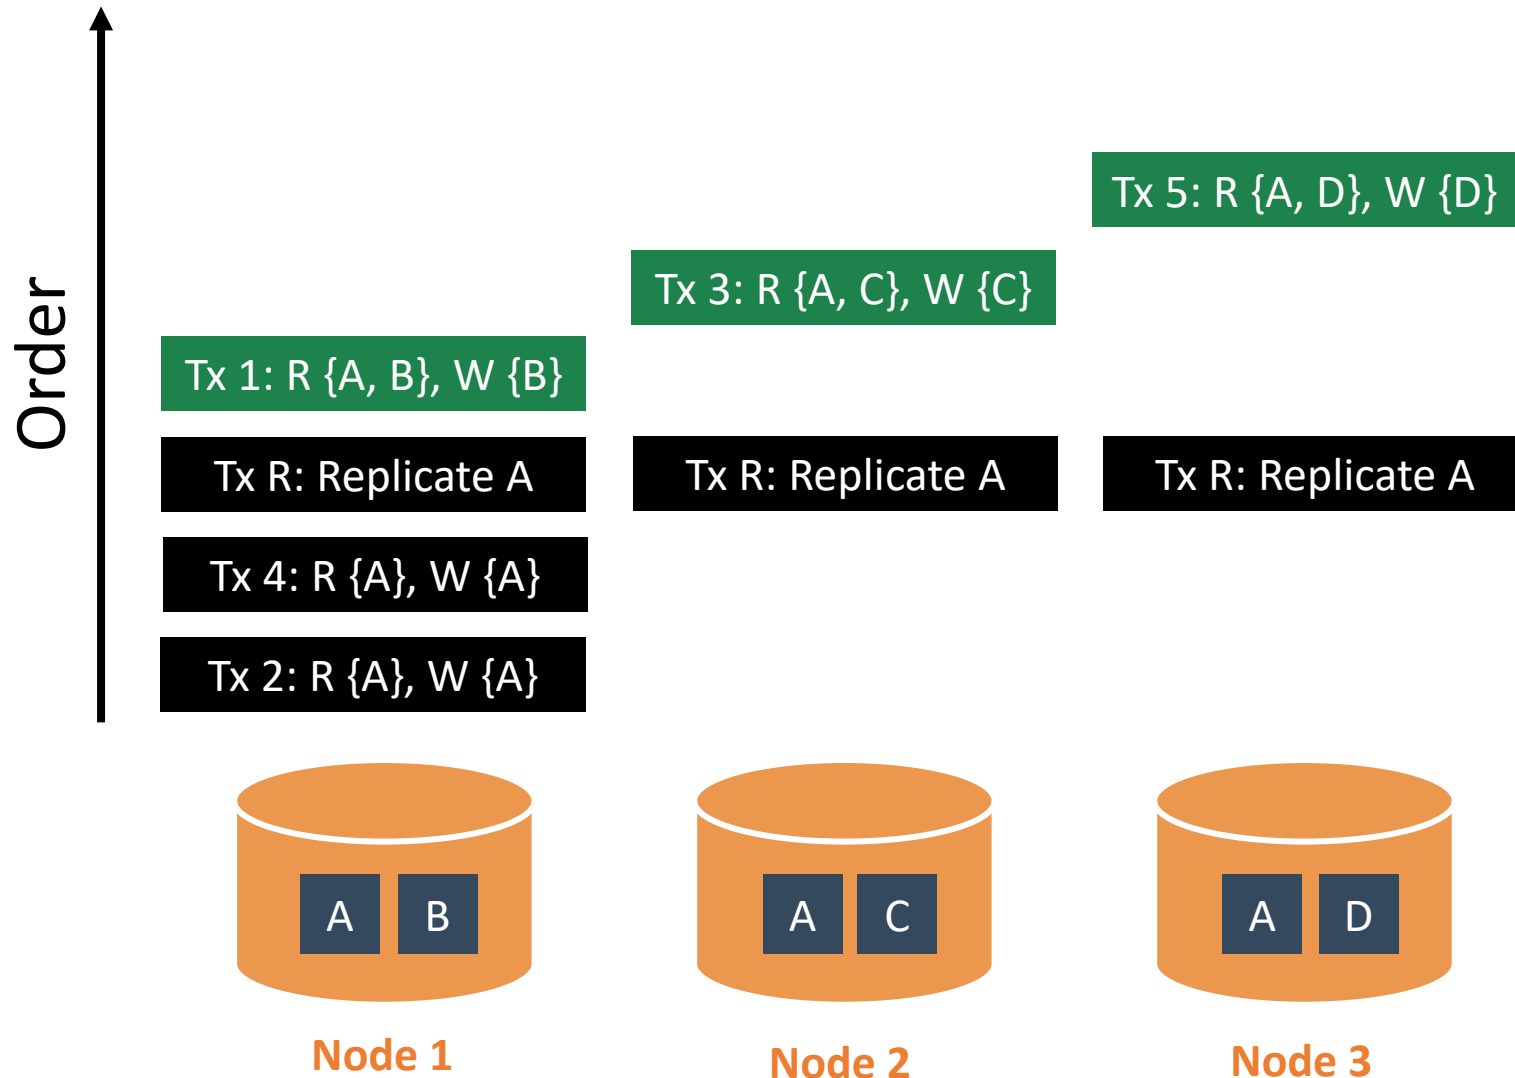 Order
Tx 5: R {A, D}, W {D}
Tx 3: R {A, C}, W {C}
Tx 1: R {A, B}, W {B}
Tx R: Replicate A
Tx R: Replicate A
Tx R: Replicate A
Tx 4: R {A}, W {A}
Tx 2: R {A}, W {A}
A B
A C
A D
Node 1
Node 2
Node 3